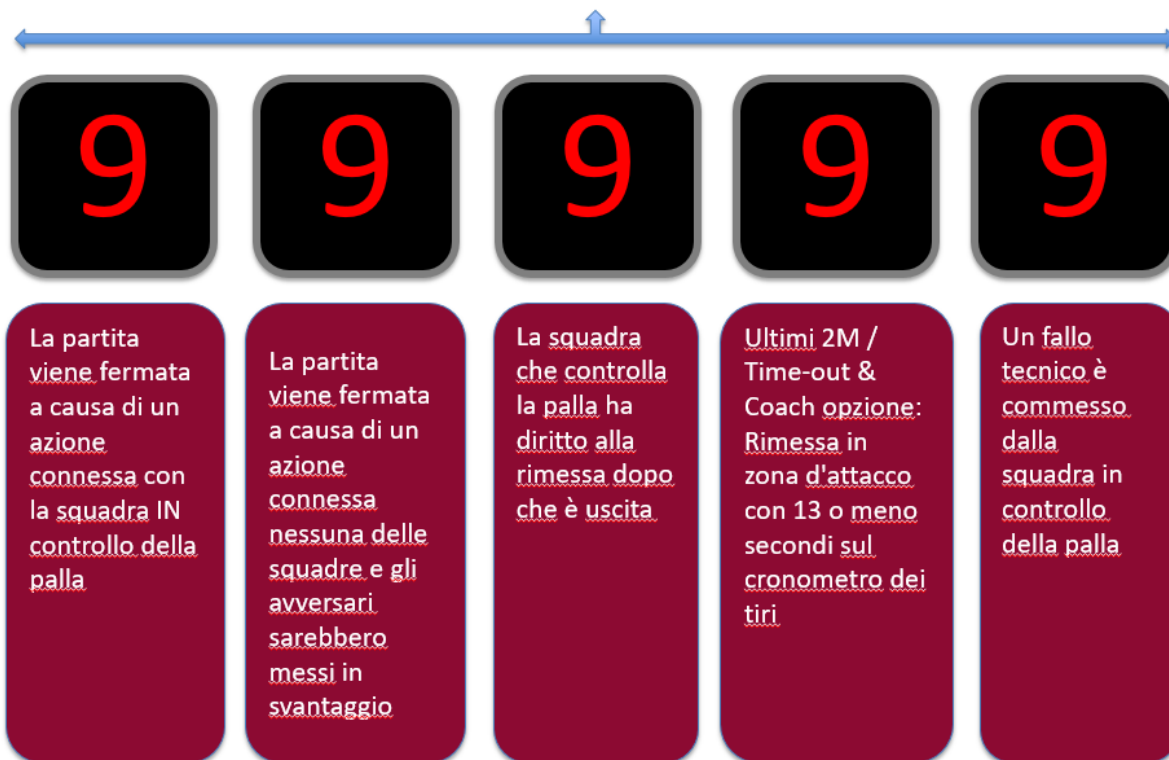 9
9
9
9
9
La partita
viene fermata
a causa di un
azione
connessa con
la squadra IN
controllo della
palla
La partita
viene fermata
a causa di un
azione
connessa
nessuna delle
squadre e gli
avversari
sarebbero
messi in
svantaggio
La squadra
che controlla
la palla ha
diritto alla
rimessa dopo
che è uscita
Ultimi 2M /
Time-out &
Coach opzione:
Rimessa in
zona d'attacco
con 13 o meno
secondi sul
cronometro dei
tiri
Un fallo
tecnico è
commesso
dalla
squadra in
controllo
della palla